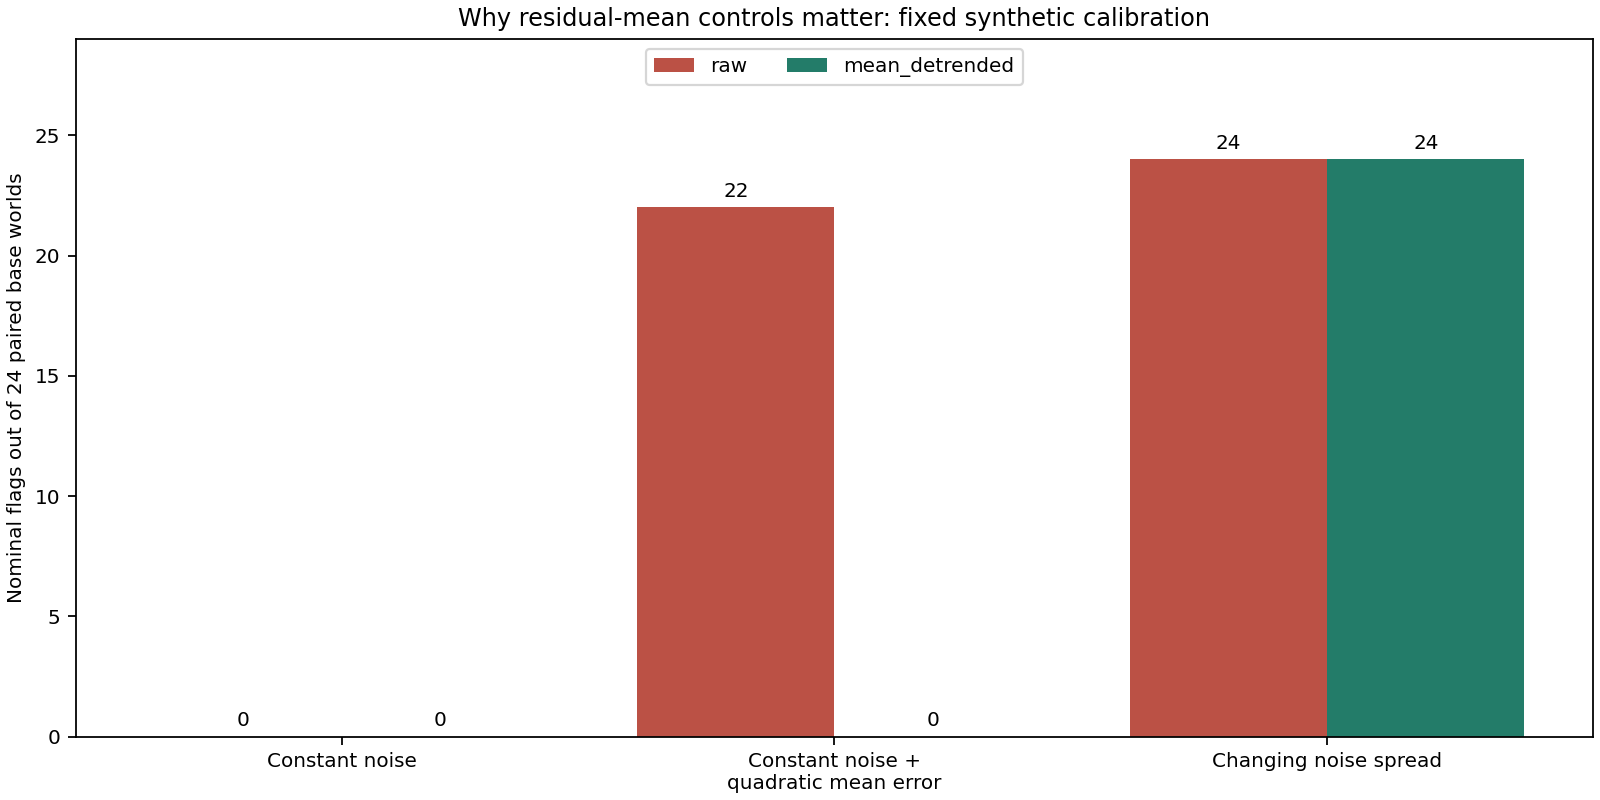 Why residual-mean controls matter: fixed synthetic calibration
raw
mean_detrended
Nominal flags out of 24 paired base worlds
25
20
15
10
5
0
0
0
22
0
24
24
Constant noise
Constant noise +
quadratic mean error
Changing noise spread